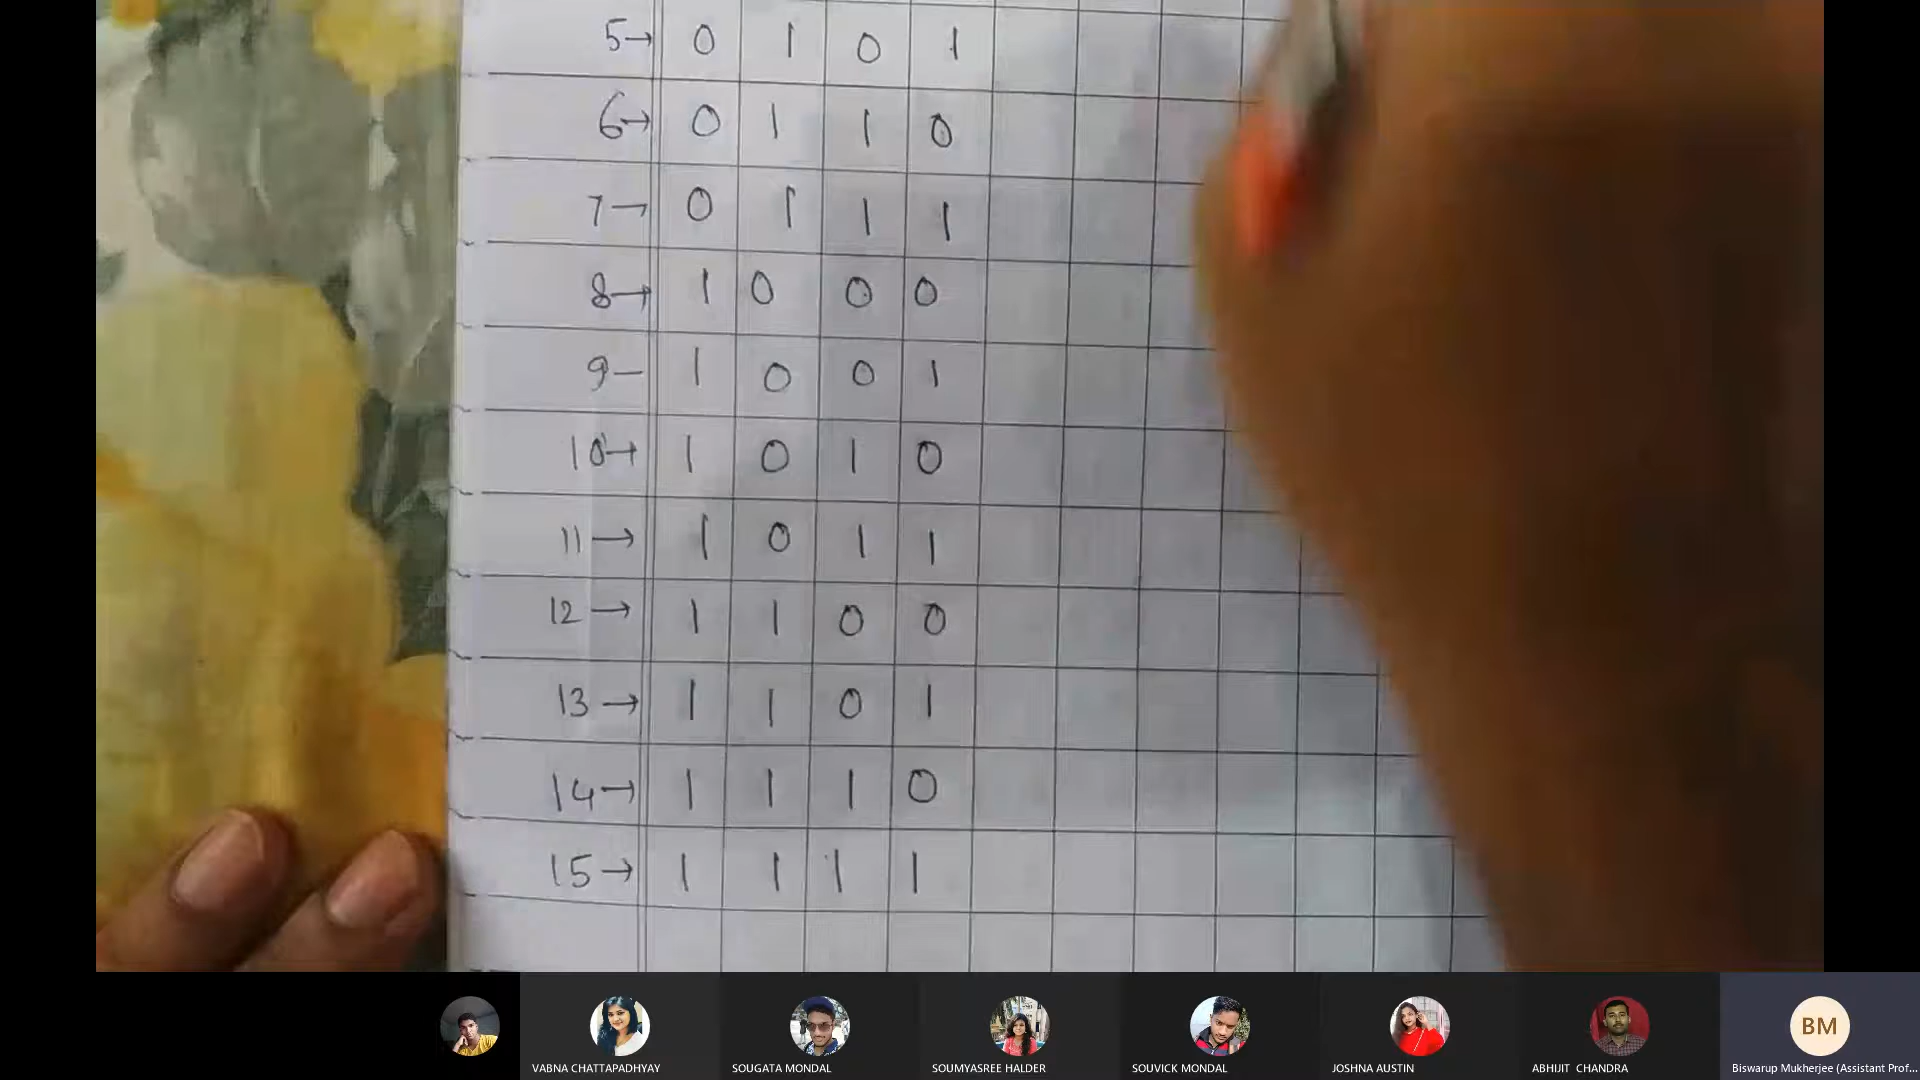 5→ 0 1 0 1
6→ 0 1 1 0
7→ 0 1 1 1
8→ 1 0 0 0
9— 1 0 0 1
10→ 1 0 1 0
11→ 1 0 1 1
12→ 1 1 0 0
13→ 1 1 0 1
14→ 1 1 1 0
15→ 1 1 1 1
BM
VABNA CHATTAPADHYAY
SOUGATA MONDAL
SOUMYASREE HALDER
SOUVICK MONDAL
JOSHNA AUSTIN
ABHIJIT CHANDRA
Biswarup Mukherjee (Assistant Prof...